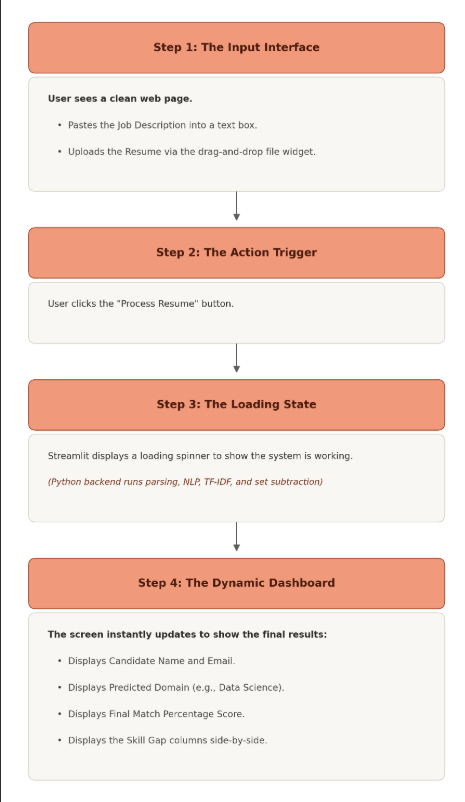 Step 1: The Input Interface
User sees a clean web page.
• Pastes the Job Description into a text box.
• Uploads the Resume via the drag-and-drop file widget.
Step 2: The Action Trigger
User clicks the "Process Resume" button.
Step 3: The Loading State
Streamlit displays a loading spinner to show the system is working.
(Python backend runs parsing, NLP, TF-IDF, and set subtraction)
Step 4: The Dynamic Dashboard
The screen instantly updates to show the final results:
• Displays Candidate Name and Email.
• Displays Predicted Domain (e.g., Data Science).
• Displays Final Match Percentage Score.
• Displays the Skill Gap columns side-by-side.